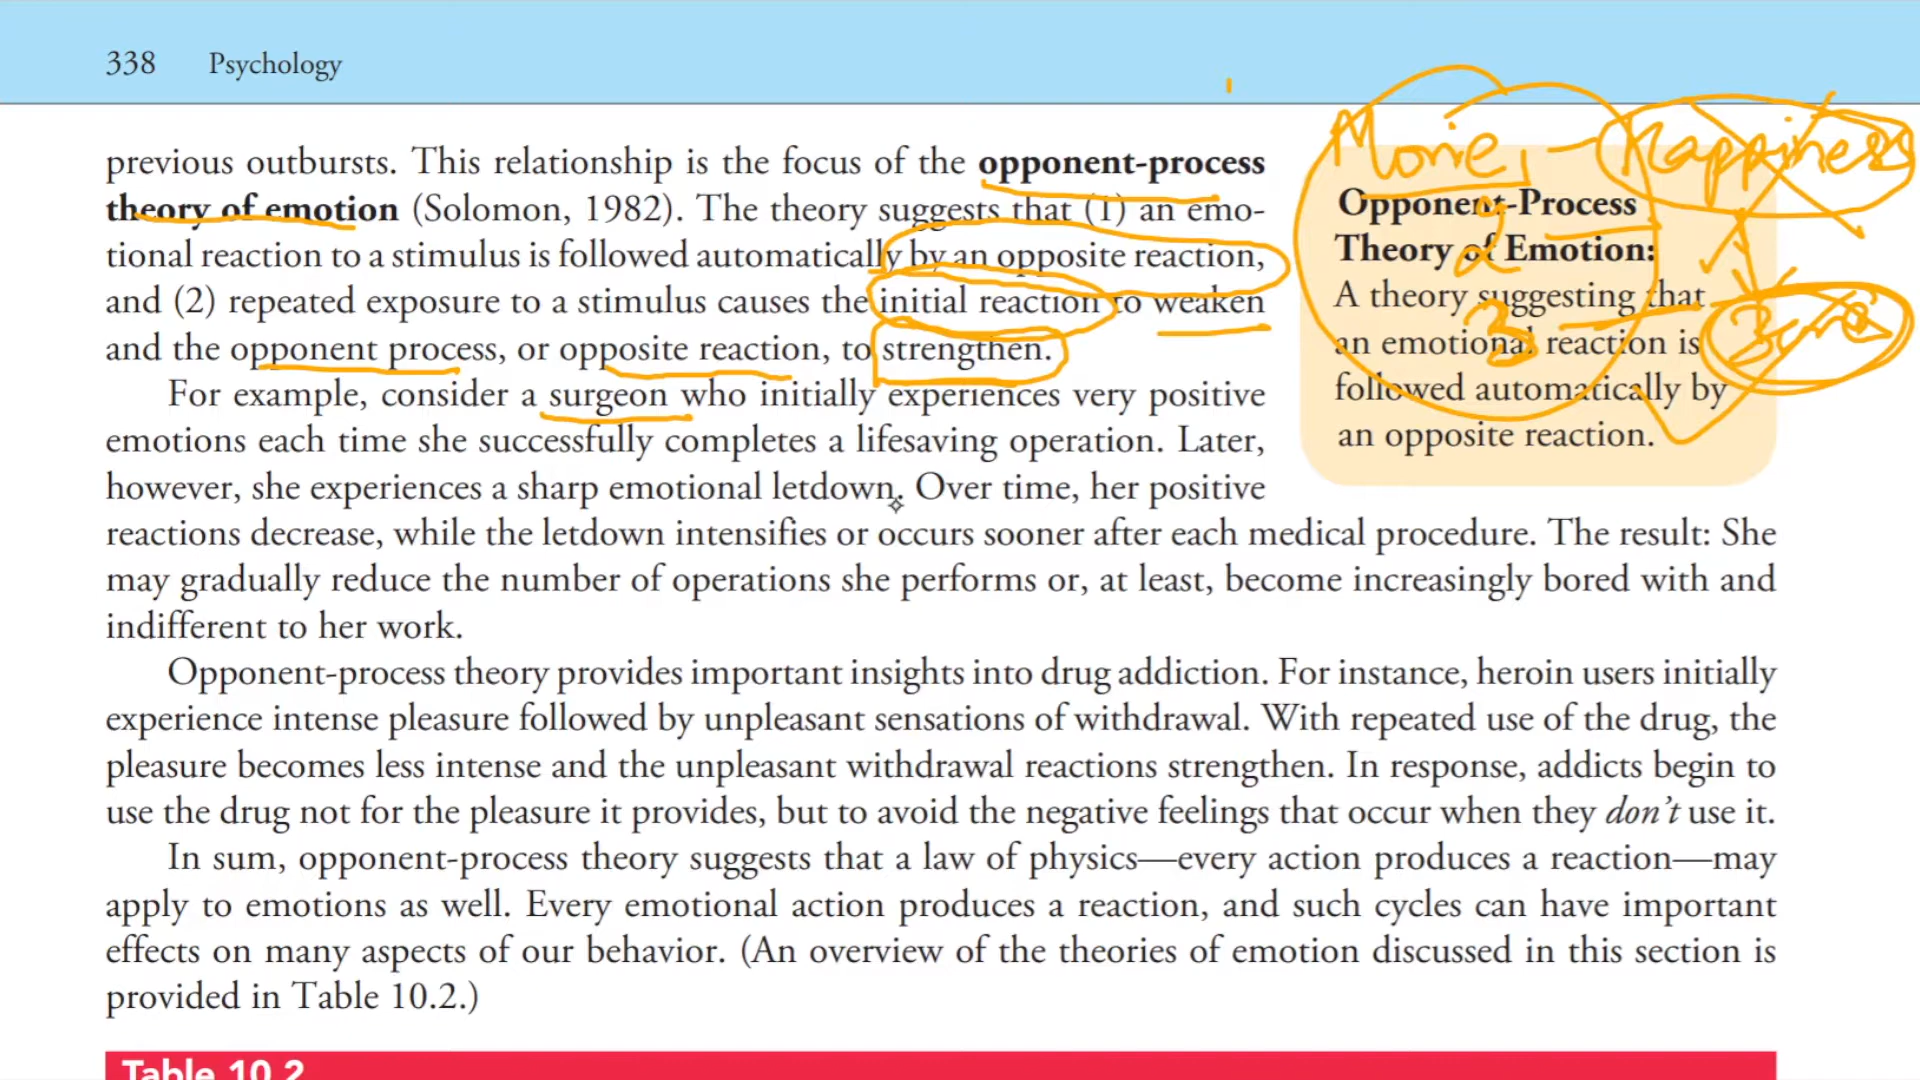 338 Psychology
previous outbursts. This relationship is the focus of the opponent-process
theory of emotion (Solomon, 1982). The theory suggests that (1) an emo-
tional reaction to a stimulus is followed automatically by an opposite reaction,
and (2) repeated exposure to a stimulus causes the initial reaction to weaken
and the opponent process, or opposite reaction, to strengthen.
For example, consider a surgeon who initially experiences very positive
emotions each time she successfully completes a lifesaving operation. Later,
however, she experiences a sharp emotional letdown. Over time, her positive
reactions decrease, while the letdown intensifies or occurs sooner after each medical procedure. The result: She
may gradually reduce the number of operations she performs or, at least, become increasingly bored with and
indifferent to her work.
Opponent-process theory provides important insights into drug addiction. For instance, heroin users initially
experience intense pleasure followed by unpleasant sensations of withdrawal. With repeated use of the drug, the
pleasure becomes less intense and the unpleasant withdrawal reactions strengthen. In response, addicts begin to
use the drug not for the pleasure it provides, but to avoid the negative feelings that occur when they don't use it.
In sum, opponent-process theory suggests that a law of physics—every action produces a reaction—may
apply to emotions as well. Every emotional action produces a reaction, and such cycles can have important
effects on many aspects of our behavior. (An overview of the theories of emotion discussed in this section is
provided in Table 10.2.)
Movie, 1 - Happiness
2
2
3
Opponent-Process
Theory of Emotion:
A theory suggesting that
an emotional reaction is
followed automatically by
an opposite reaction.
Table 10.2